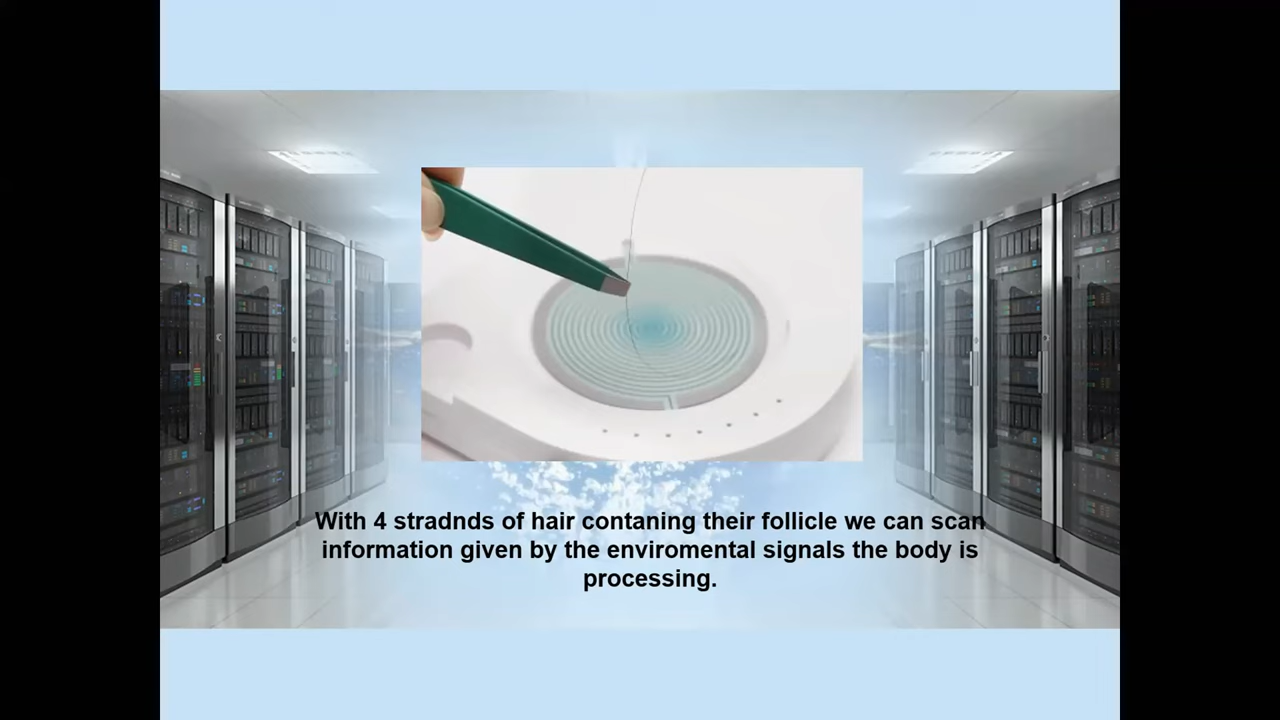 With 4 stradnds of hair contaning their follicle we can scan
information given by the enviromental signals the body is
processing.